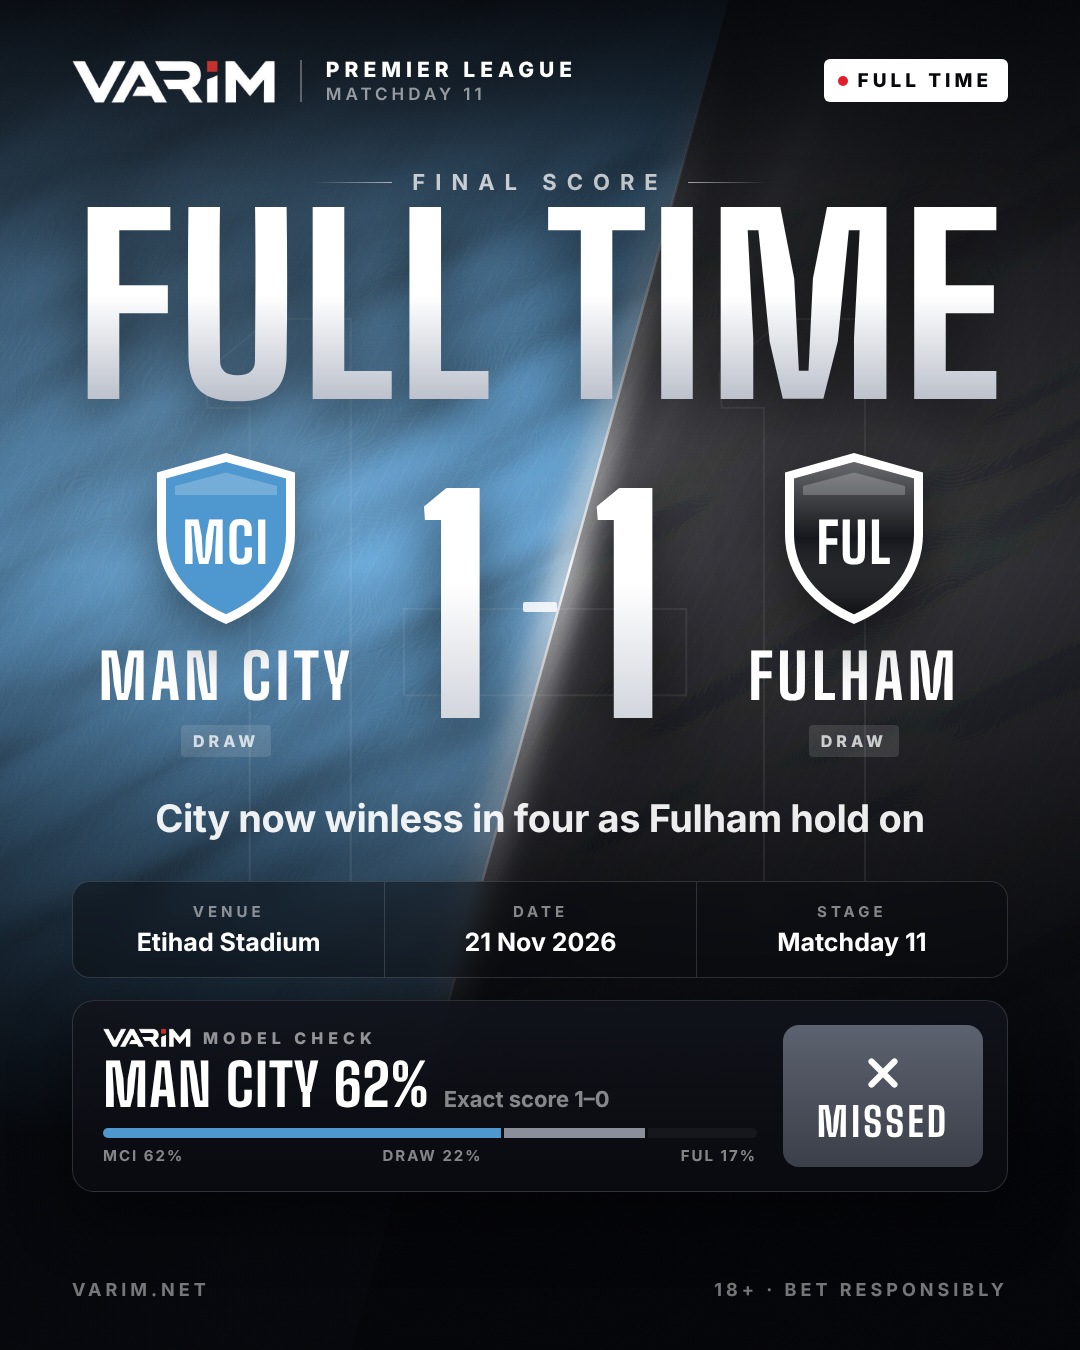 VARiM
PREMIER LEAGUE
MATCHDAY 11
FULL TIME
FINAL SCORE
FULL TIME
MCI
1-1
FUL
MAN CITY
FULHAM
DRAW
DRAW
City now winless in four as Fulham hold on
VENUE
Etihad Stadium
DATE
21 Nov 2026
STAGE
Matchday 11
VARiM MODEL CHECK
MAN CITY 62% Exact score 1–0
MCI 62% DRAW 22% FUL 17%
MISSED
VARIM.NET
18+ · BET RESPONSIBLY